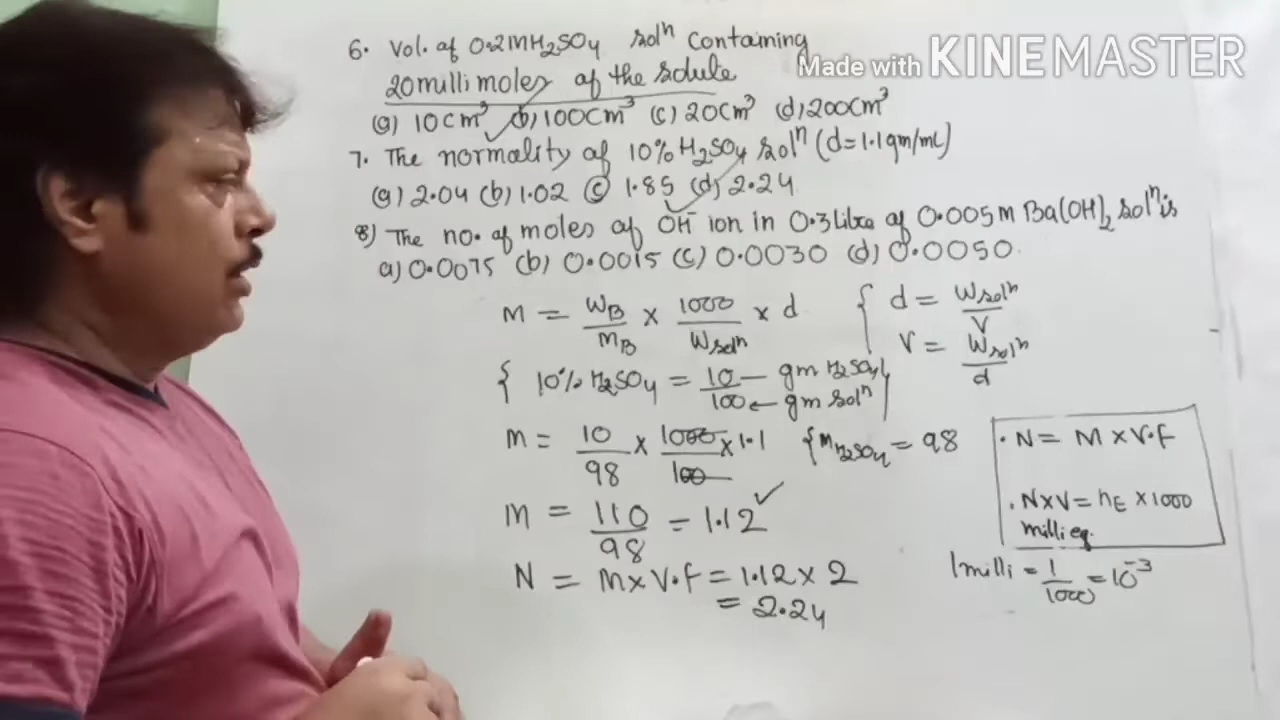 6. Vol. of 0.2MH2SO4 solⁿ containing
20 milli moles of the solute
(a) 10cm³ (b) 100cm³ (c) 20cm³ (d) 200cm³
7. The normality of 10% H2SO4 solⁿ (d=1.1gm/mL)
(a) 2.04 (b) 1.02 (c) 1.85 (d) 2.24
8) The no. of moles of OH⁻ ion in 0.3 litre of 0.005M Ba(OH)2 solⁿ is
a) 0.0075 (b) 0.0015 (c) 0.0030 (d) 0.0050.
M = WB/mB × 1000/Wsolⁿ × d { d = Wsolⁿ/V
V = Wsolⁿ/d
{ 10% H2SO4 = 10 — gm H2SO4 / 100 ← gm solⁿ }
M = 10/98 × 1000/100 × 1.1 { MH2SO4 = 98
M = 110/98 = 1.12 ✓
N = M×V.F = 1.12 × 2
= 2.24
. N = M × V.F
. N×V = nE × 1000
milli eq.
1milli = 1/1000 = 10⁻³
Made with KINEMASTER